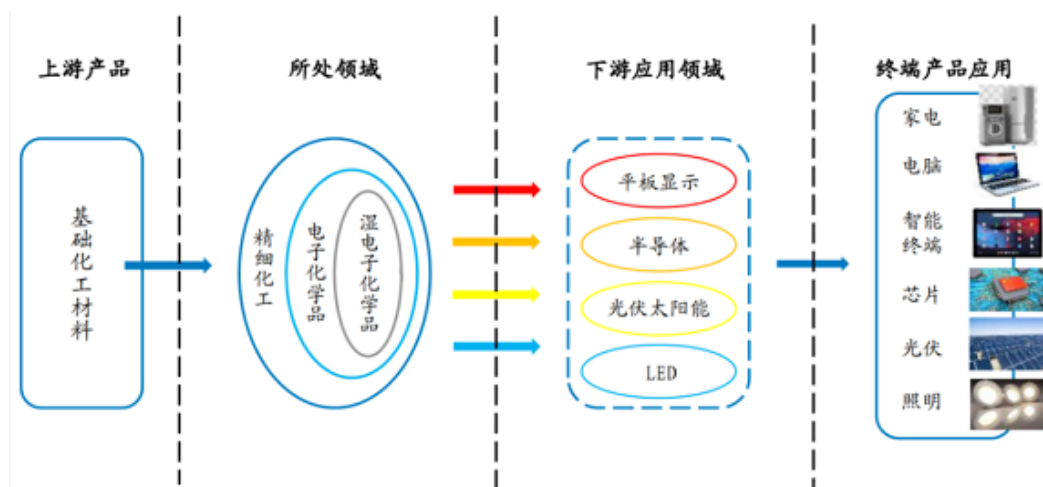 上游产品
所处领域
下游应用领域
终端产品应用
基础化工材料
精细化工
电子化学品
湿电子化学品
平板显示
半导体
光伏太阳能
LED
家电
电脑
智能
终端
芯片
光伏
照明